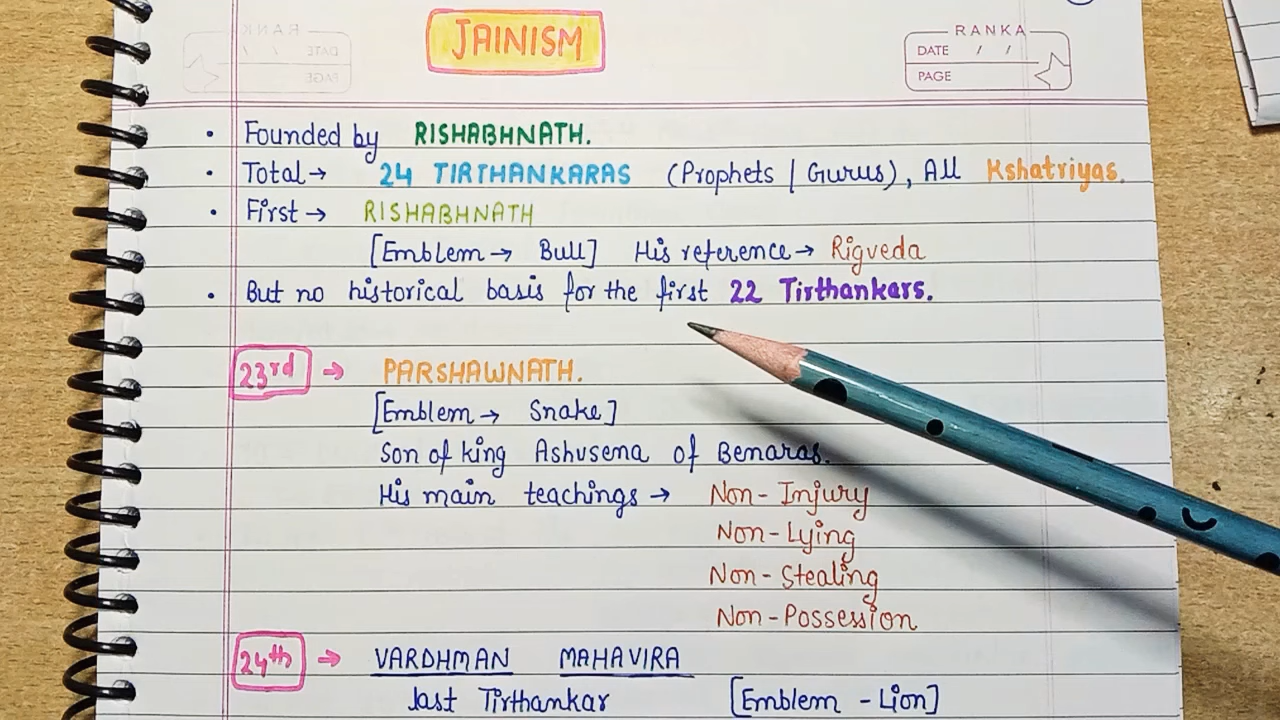 JAINISM
RANKA
DATE / /
PAGE
• Founded by RISHABHNATH.
• Total → 24 TIRTHANKARAS (Prophets | Gurus), All Kshatriyas.
• First → RISHABHNATH
[Emblem → Bull] His reference → Rigveda
• But no historical basis for the first 22 Tirthankars.
23rd → PARSHAWNATH.
[Emblem → Snake]
Son of king Ashvsena of Benaras.
His main teachings → Non-Injury
Non-Lying
Non-Stealing
Non-Possession
24th → VARDHMAN MAHAVIRA
last Tirthankar [Emblem - Lion]